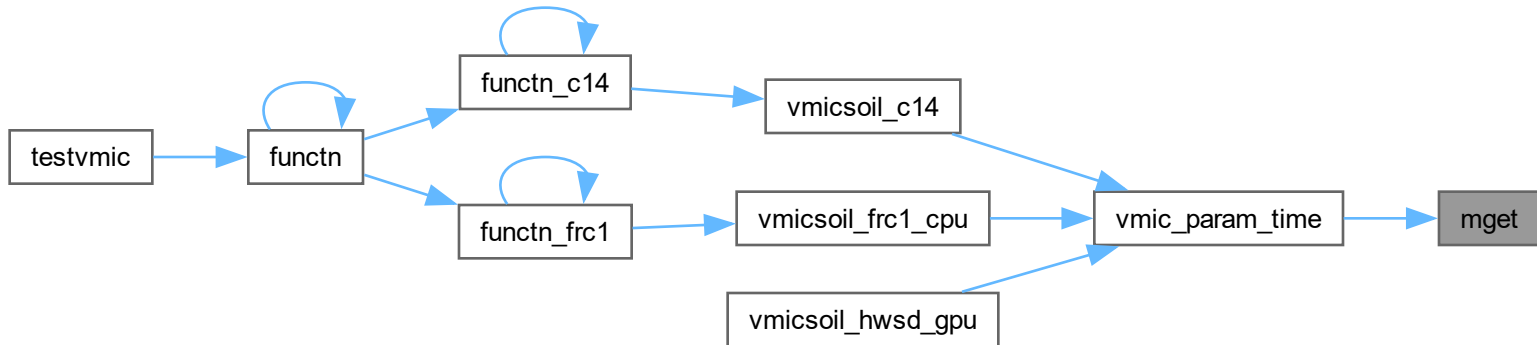 testvmic
functn
functn_c14
functn_frc1
vmicsoil_c14
vmicsoil_frc1_cpu
vmicsoil_hwsd_gpu
vmic_param_time
mget